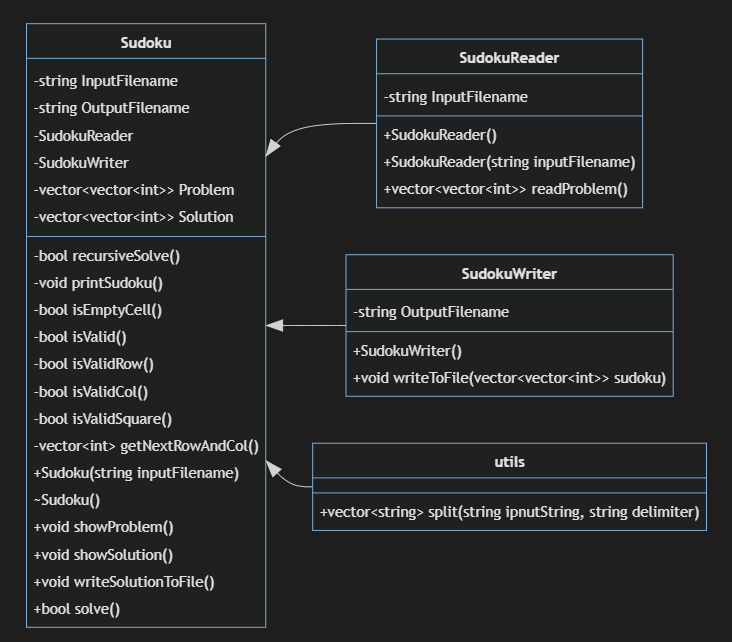 Sudoku
-string InputFilename
-string OutputFilename
-SudokuReader
-SudokuWriter
-vector<vector<int>> Problem
-vector<vector<int>> Solution
-bool recursiveSolve()
-void printSudoku()
-bool isEmptyCell()
-bool isValid()
-bool isValidRow()
-bool isValidCol()
-bool isValidSquare()
-vector<int> getNextRowAndCol()
+Sudoku(string inputFilename)
~Sudoku()
+void showProblem()
+void showSolution()
+void writeSolutionToFile()
+bool solve()
SudokuReader
-string InputFilename
+SudokuReader()
+SudokuReader(string inputFilename)
+vector<vector<int>> readProblem()
SudokuWriter
-string OutputFilename
+SudokuWriter()
+void writeToFile(vector<vector<int>> sudoku)
utils
+vector<string> split(string ipnutString, string delimiter)